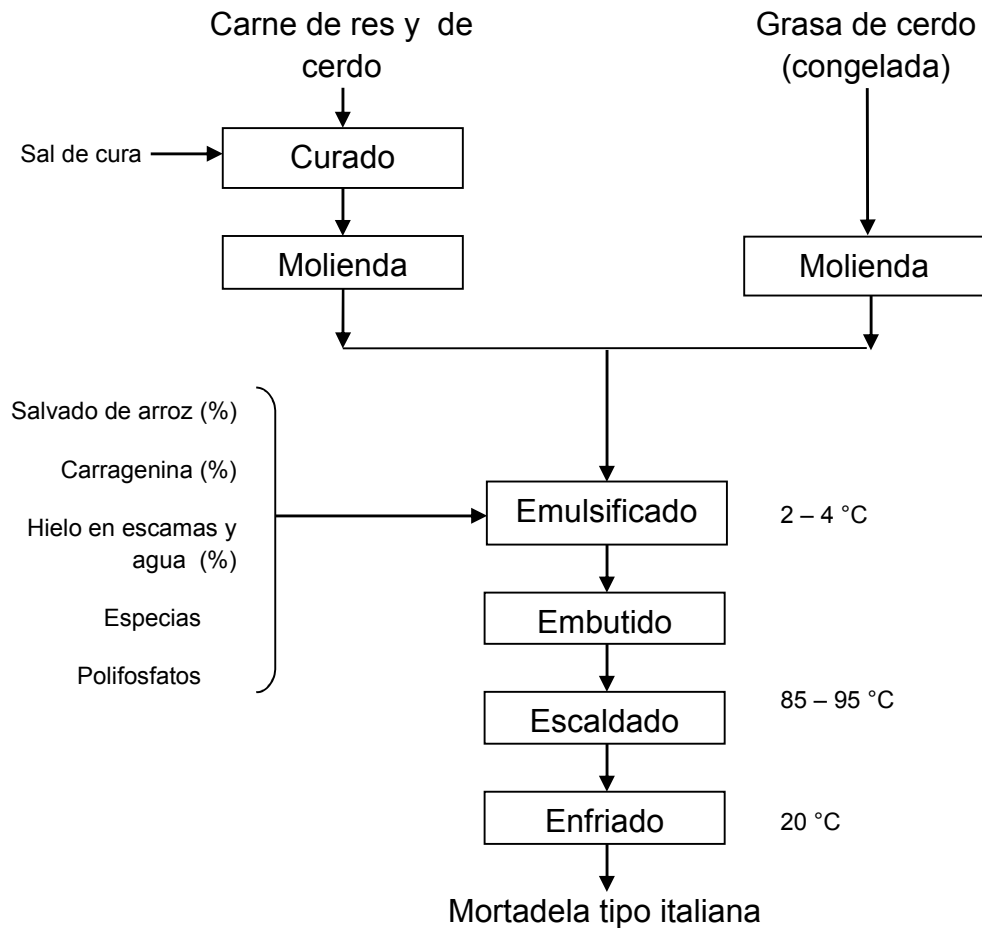 Carne de res y de
cerdo
Grasa de cerdo
(congelada)
Sal de cura
Curado
Molienda
Molienda
Salvado de arroz (%)
Carragenina (%)
Hielo en escamas y
agua (%)
Especias
Polifosfatos
Emulsificado
2 – 4 °C
Embutido
Escaldado
85 – 95 °C
Enfriado
20 °C
Mortadela tipo italiana